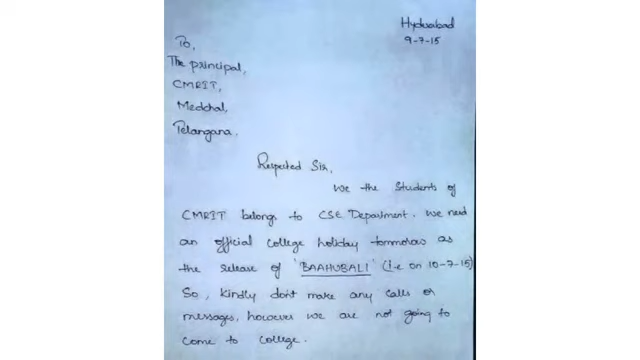 Hyderabad
9-7-15
To,
The principal,
CMRIT,
Medchal,
Telangana.
Respected Sir,
We the Students of
CMRIT belongs to CSE Department. We need
an official college holiday tommorow as
the release of 'BAAHUBALI' (i.e on 10-7-15)
So, kindly don't make any calls or
messages, however we are not going to
come to college.